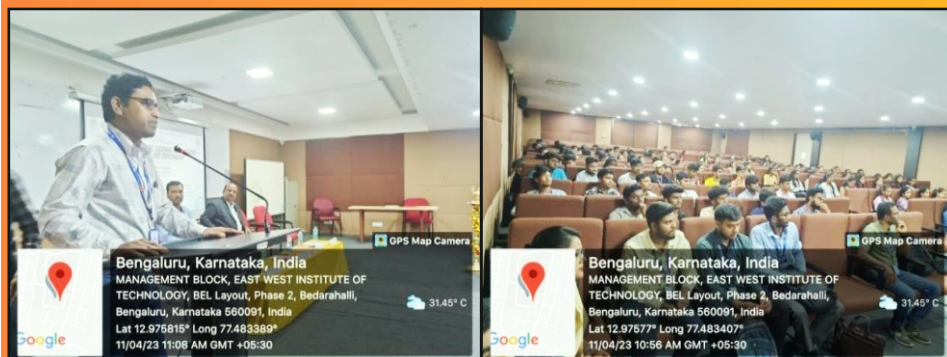 GPS Map Camera
Bengaluru, Karnataka, India
MANAGEMENT BLOCK, EAST WEST INSTITUTE OF
TECHNOLOGY, BEL Layout, Phase 2, Bedarahalli,
Bengaluru, Karnataka 560091, India
Lat 12.975815° Long 77.483389°
11/04/23 11:08 AM GMT +05:30
31.45° C
Google
GPS Map Camera
Bengaluru, Karnataka, India
MANAGEMENT BLOCK, EAST WEST INSTITUTE OF
TECHNOLOGY, BEL Layout, Phase 2, Bedarahalli,
Bengaluru, Karnataka 560091, India
Lat 12.97577° Long 77.483407°
11/04/23 10:56 AM GMT +05:30
31.45° C
Google